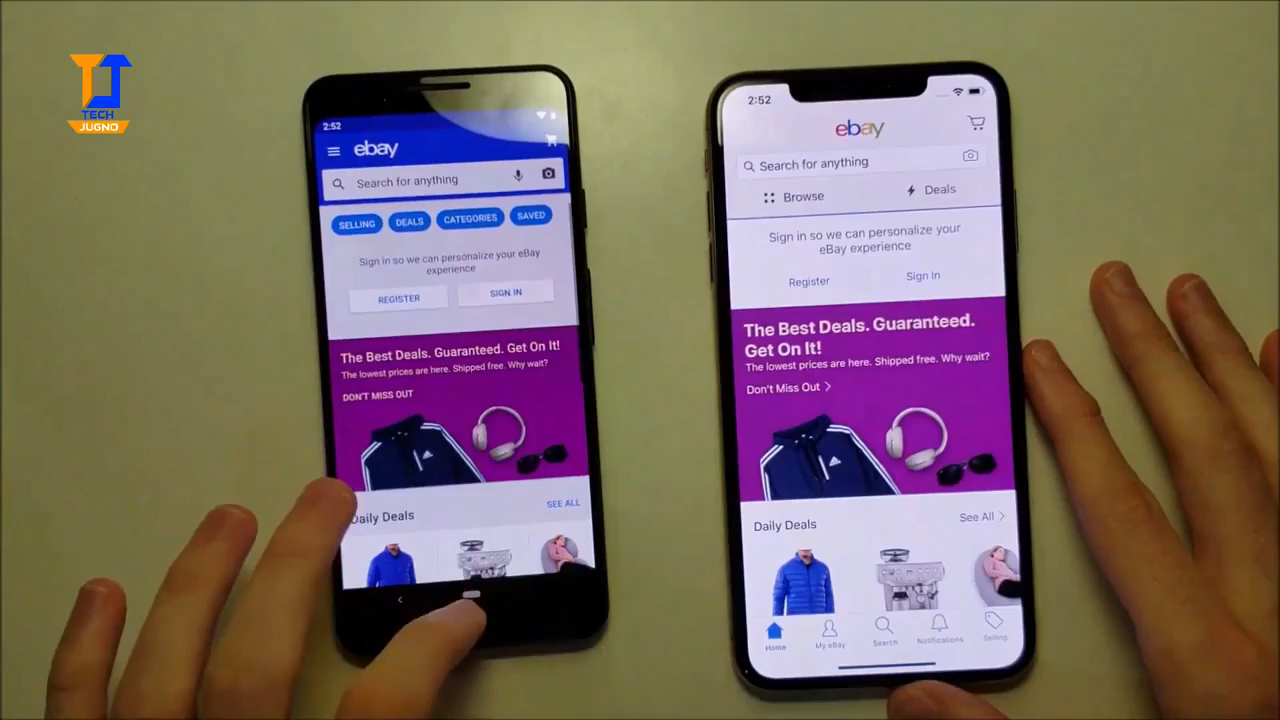 TECH
JUGNO
2:52
ebay
Search for anything
SELLING
DEALS
CATEGORIES
SAVED
Sign in so we can personalize your eBay
experience
REGISTER
SIGN IN
The Best Deals. Guaranteed. Get On It!
The lowest prices are here. Shipped free. Why wait?
DON'T MISS OUT
Daily Deals
SEE ALL
2:52
ebay
Search for anything
Browse
Deals
Sign in so we can personalize your
eBay experience
Register
Sign In
The Best Deals. Guaranteed.
Get On It!
The lowest prices are here. Shipped free. Why wait?
Don't Miss Out
Daily Deals
See All
Home
My eBay
Search
Notifications
Selling